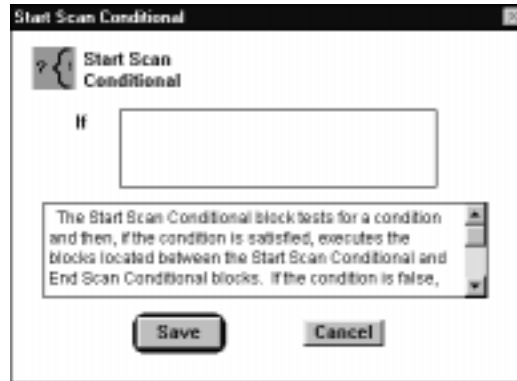 Start Scan Conditional
? { !
Start Scan
Conditional
If
The Start Scan Conditional block tests for a condition
and then, if the condition is satisfied, executes the
blocks located between the Start Scan Conditional and
End Scan Conditional blocks. If the condition is false,
Save
Cancel